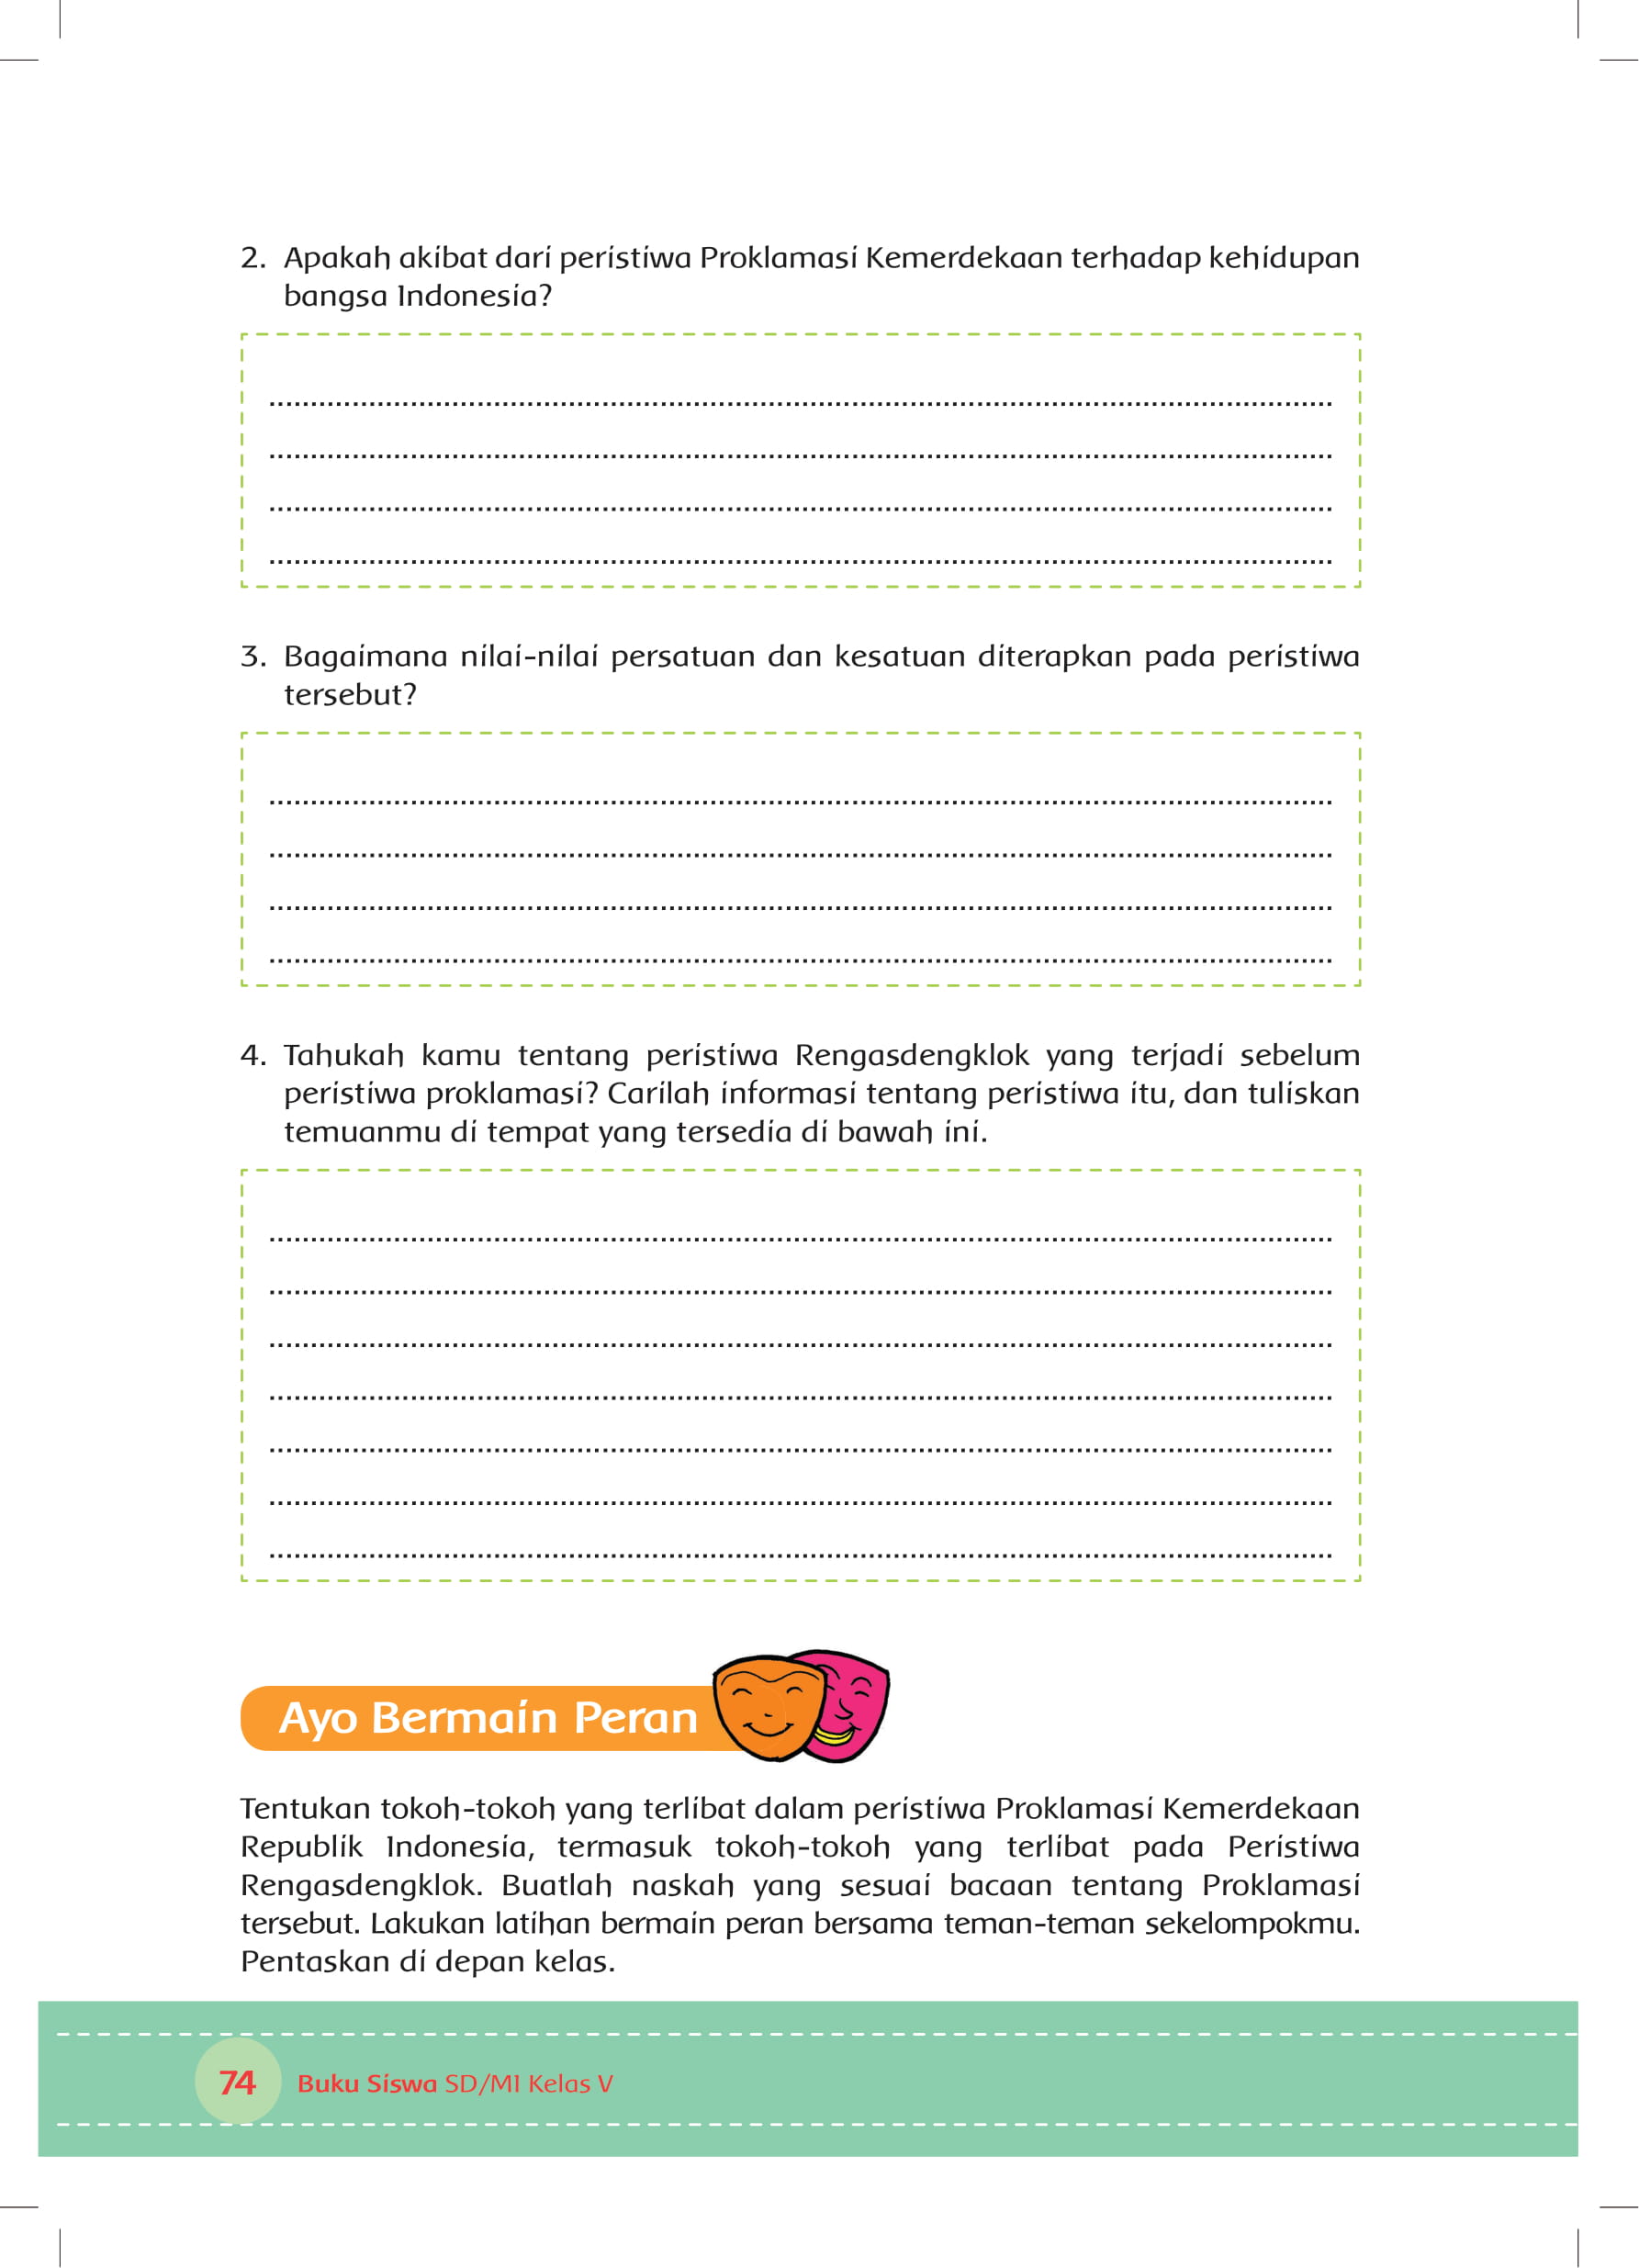 2. Apakah akibat dari peristiwa Proklamasi Kemerdekaan terhadap kehidupan
bangsa Indonesia?
................................................................................
................................................................................
................................................................................
................................................................................
3. Bagaimana nilai-nilai persatuan dan kesatuan diterapkan pada peristiwa
tersebut?
................................................................................
................................................................................
................................................................................
................................................................................
4. Tahukah kamu tentang peristiwa Rengasdengklok yang terjadi sebelum
peristiwa proklamasi? Carilah informasi tentang peristiwa itu, dan tuliskan
temuanmu di tempat yang tersedia di bawah ini.
................................................................................
................................................................................
................................................................................
................................................................................
................................................................................
................................................................................
................................................................................
Ayo Bermain Peran
Tentukan tokoh-tokoh yang terlibat dalam peristiwa Proklamasi Kemerdekaan
Republik Indonesia, termasuk tokoh-tokoh yang terlibat pada Peristiwa
Rengasdengklok. Buatlah naskah yang sesuai bacaan tentang Proklamasi
tersebut. Lakukan latihan bermain peran bersama teman-teman sekelompokmu.
Pentaskan di depan kelas.
74 Buku Siswa SD/MI Kelas V